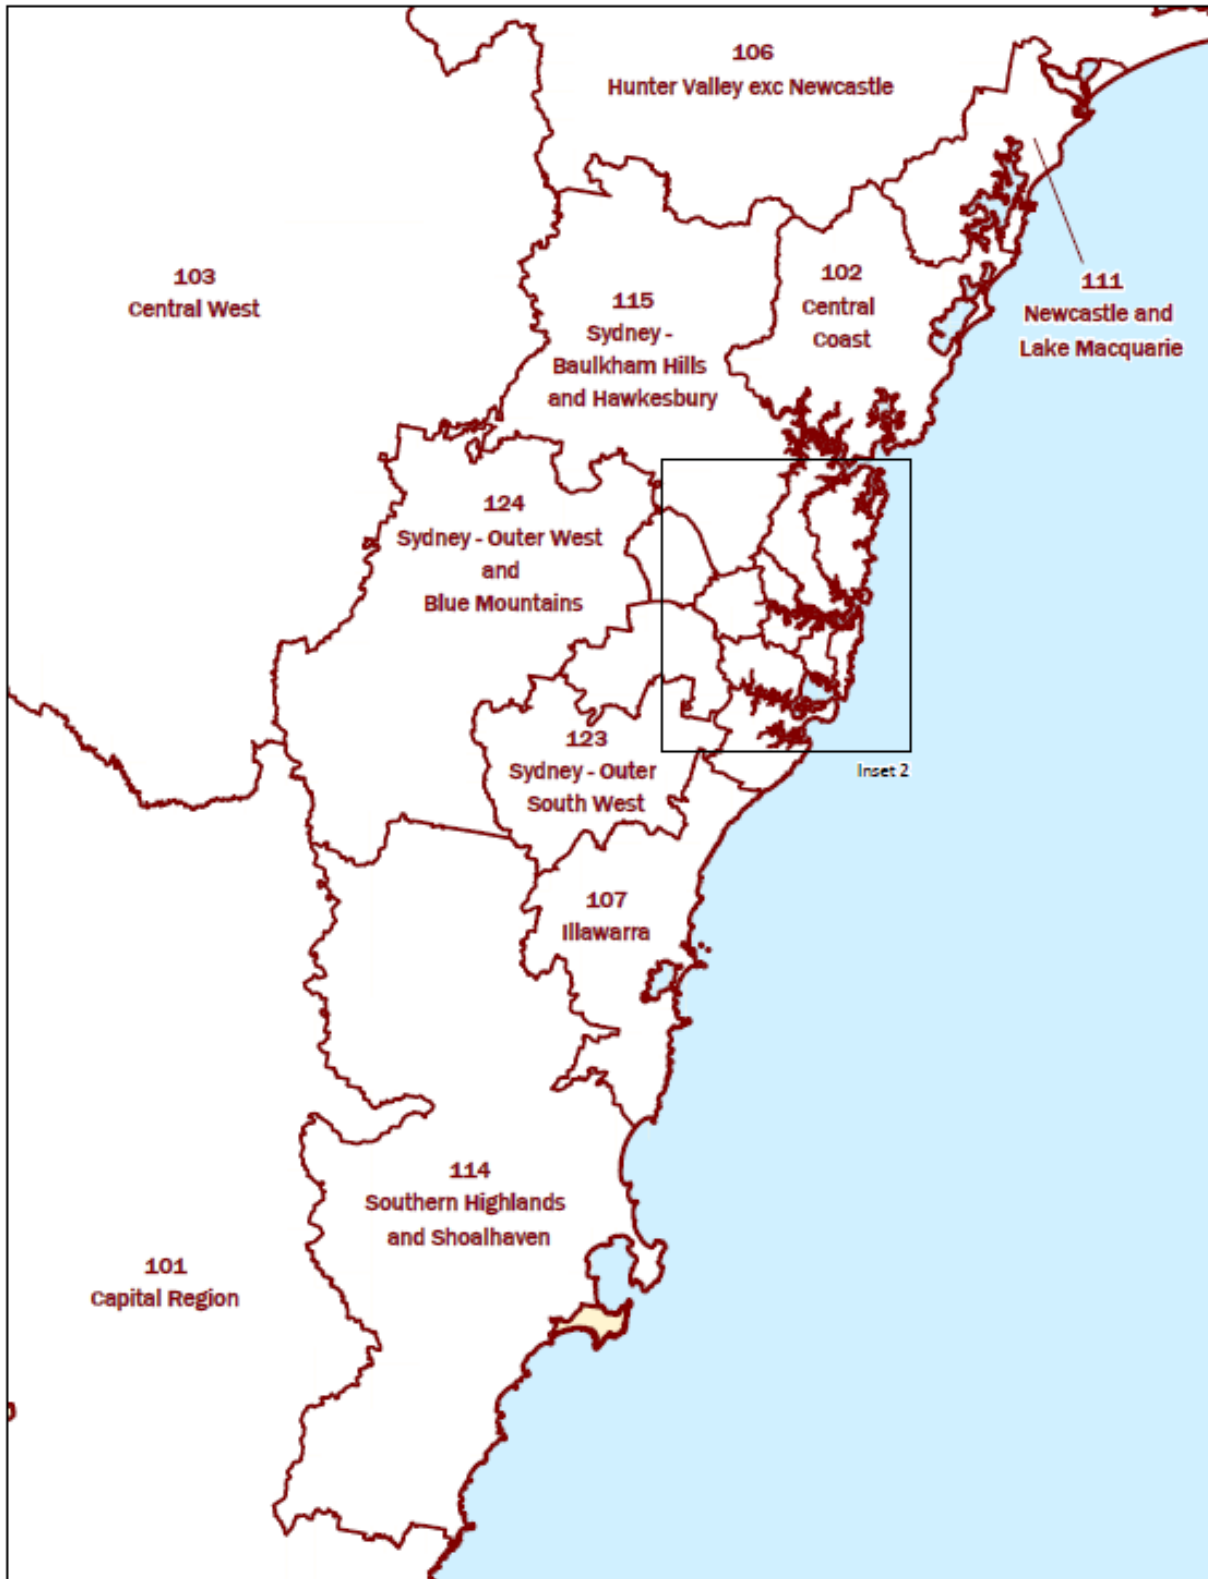 106
Hunter Valley exc Newcastle
103
Central West
102
Central
Coast
111
Newcastle and
Lake Macquarie
115
Sydney -
Baulkham Hills
and Hawkesbury
124
Sydney - Outer West
and
Blue Mountains
123
Sydney - Outer
South West
Inset 2
107
Illawarra
114
Southern Highlands
and Shoalhaven
101
Capital Region